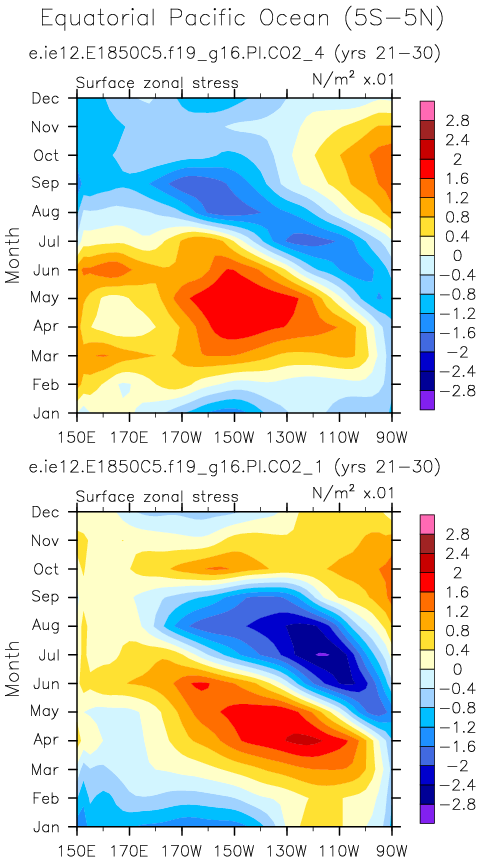 Equatorial Pacific Ocean (5S-5N)
e.ie12.E1850C5.f19_g16.PI.CO2_4 (yrs 21-30)
Surface zonal stress N/m² x.01
Month
Dec
Nov
Oct
Sep
Aug
Jul
Jun
May
Apr
Mar
Feb
Jan
150E 170E 170W 150W 130W 110W 90W
2.8
2.4
2
1.6
1.2
0.8
0.4
0
-0.4
-0.8
-1.2
-1.6
-2
-2.4
-2.8
e.ie12.E1850C5.f19_g16.PI.CO2_1 (yrs 21-30)
Surface zonal stress N/m² x.01
Month
Dec
Nov
Oct
Sep
Aug
Jul
Jun
May
Apr
Mar
Feb
Jan
150E 170E 170W 150W 130W 110W 90W
2.8
2.4
2
1.6
1.2
0.8
0.4
0
-0.4
-0.8
-1.2
-1.6
-2
-2.4
-2.8